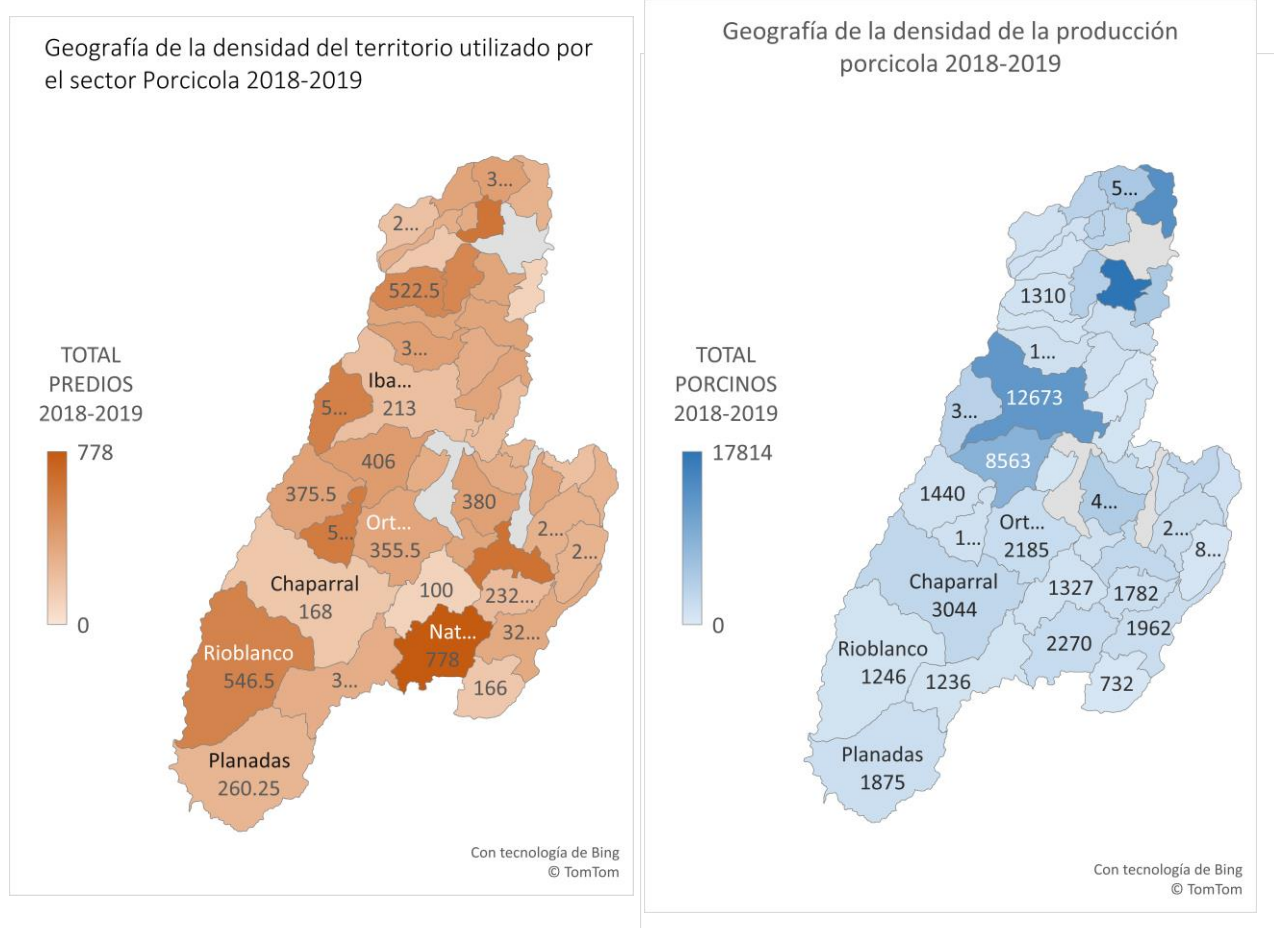 Geografía de la densidad del territorio utilizado por
el sector Porcicola 2018-2019
3...
2...
522.5
3...
TOTAL
PREDIOS
2018-2019
778
0
Iba...
5...
213
406
375.5
380
Ort...
5...
355.5
2...
2...
Chaparral
168
100
232...
Nat...
778
32...
Rioblanco
546.5
3...
166
Planadas
260.25
Con tecnología de Bing
© TomTom
Geografía de la densidad de la producción
porcicola 2018-2019
5...
1310
1...
TOTAL
PORCINOS
2018-2019
17814
0
12673
3...
8563
1440
4...
Ort...
1...
2185
2...
8...
Chaparral
3044
1327
1782
1962
Rioblanco
1246
2270
1236
732
Planadas
1875
Con tecnología de Bing
© TomTom